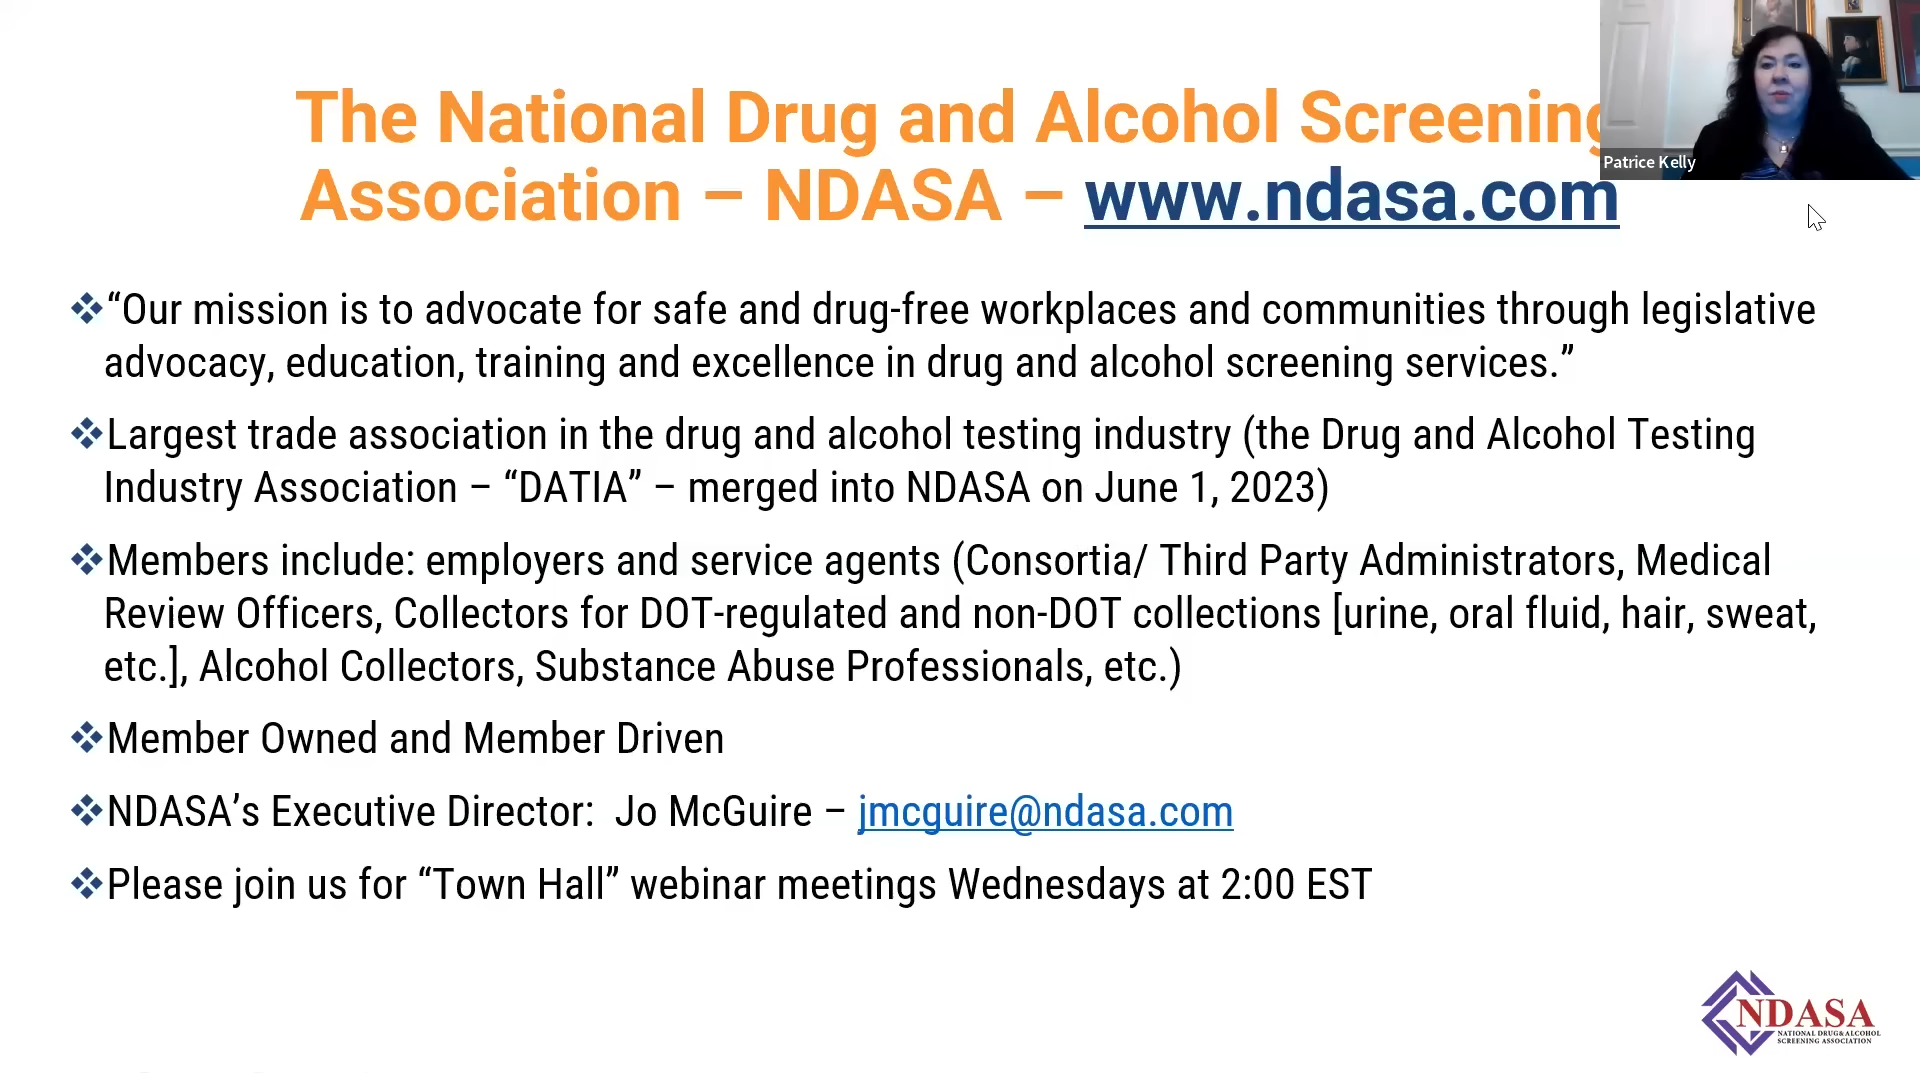 The National Drug and Alcohol Screening
Association – NDASA – www.ndasa.com
Patrice Kelly
“Our mission is to advocate for safe and drug-free workplaces and communities through legislative
advocacy, education, training and excellence in drug and alcohol screening services.”
Largest trade association in the drug and alcohol testing industry (the Drug and Alcohol Testing
Industry Association – “DATIA” – merged into NDASA on June 1, 2023)
Members include: employers and service agents (Consortia/ Third Party Administrators, Medical
Review Officers, Collectors for DOT-regulated and non-DOT collections [urine, oral fluid, hair, sweat,
etc.], Alcohol Collectors, Substance Abuse Professionals, etc.)
Member Owned and Member Driven
NDASA’s Executive Director:  Jo McGuire – jmcguire@ndasa.com
Please join us for “Town Hall” webinar meetings Wednesdays at 2:00 EST
NDASA
NATIONAL DRUG & ALCOHOL
SCREENING ASSOCIATION